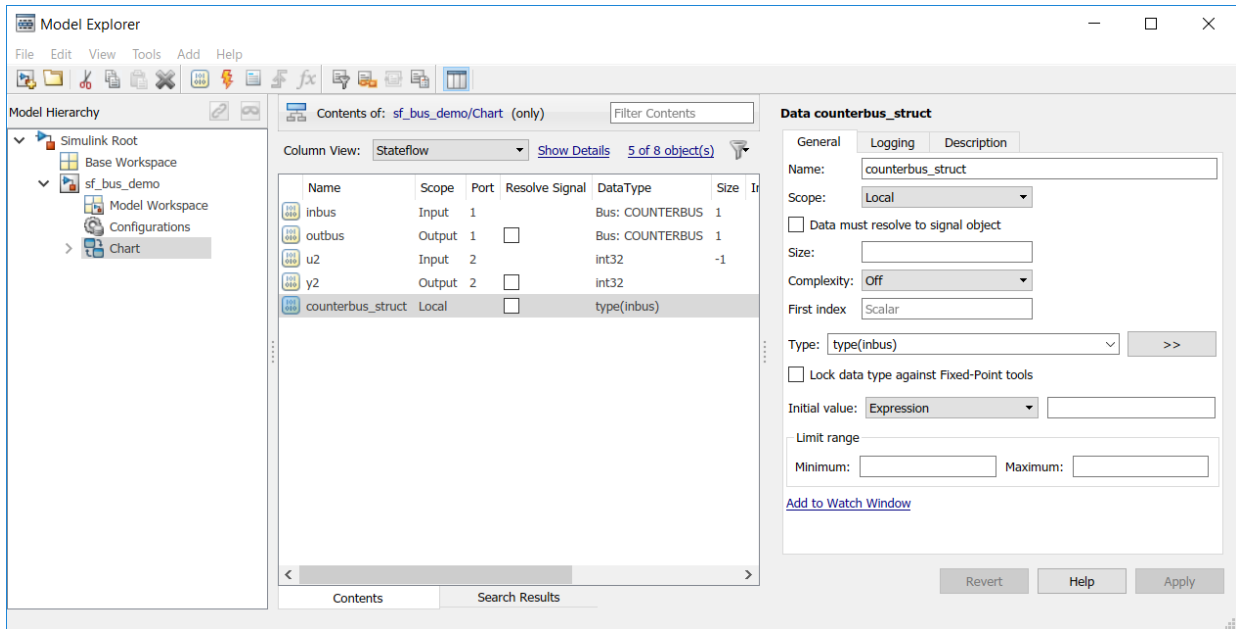 Model Explorer
File Edit View Tools Add Help
Model Hierarchy
Simulink Root
Base Workspace
sf_bus_demo
Model Workspace
Configurations
Chart
Contents of: sf_bus_demo/Chart (only)
Filter Contents
Column View: Stateflow Show Details 5 of 8 object(s)
Name Scope Port Resolve Signal DataType Size
inbus Input 1 Bus: COUNTERBUS 1
outbus Output 1 Bus: COUNTERBUS 1
u2 Input 2 int32 -1
y2 Output 2 int32
counterbus_struct Local type(inbus)
Contents Search Results
Data counterbus_struct
General Logging Description
Name: counterbus_struct
Scope: Local
Data must resolve to signal object
Size:
Complexity: Off
First index Scalar
Type: type(inbus) >>
Lock data type against Fixed-Point tools
Initial value: Expression
Limit range
Minimum: Maximum:
Add to Watch Window
Revert Help Apply